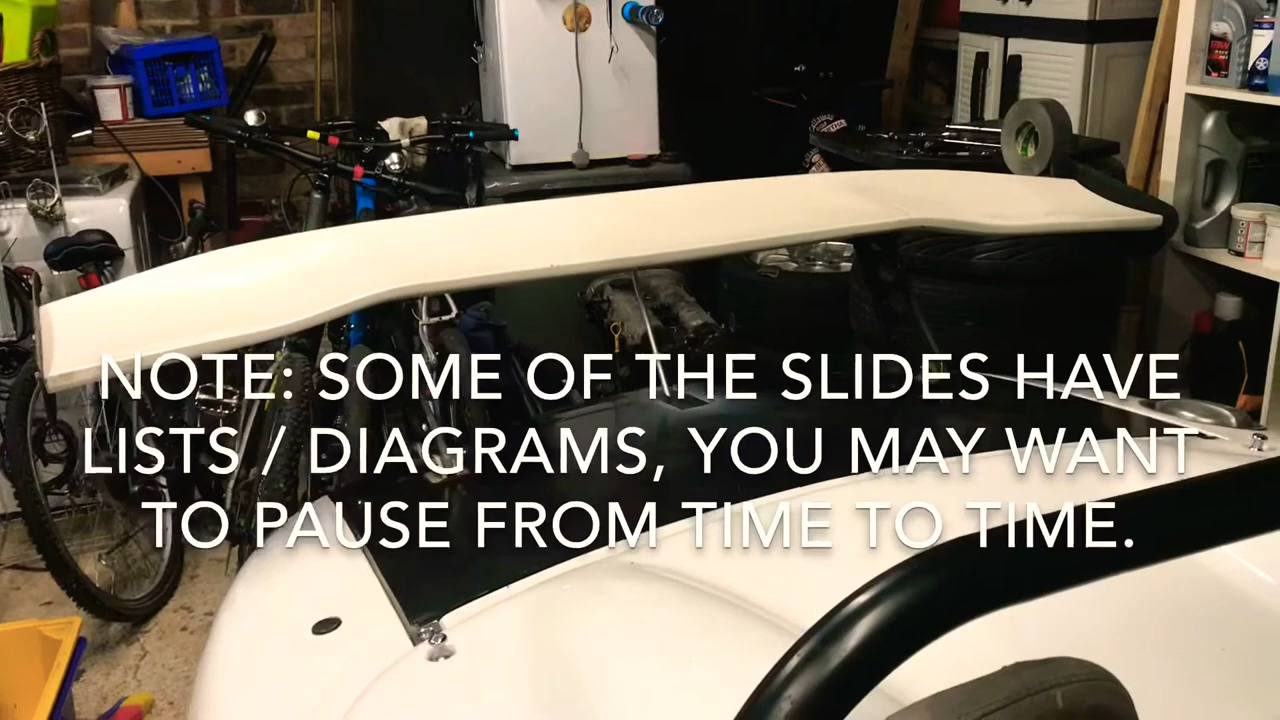 NOTE: SOME OF THE SLIDES HAVE
LISTS / DIAGRAMS, YOU MAY WANT
TO PAUSE FROM TIME TO TIME.